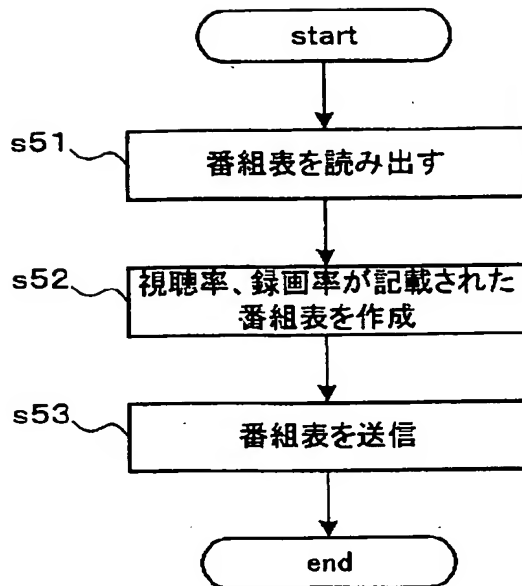 start
s51
番組表を読み出す
s52
視聴率、録画率が記載された
番組表を作成
s53
番組表を送信
end